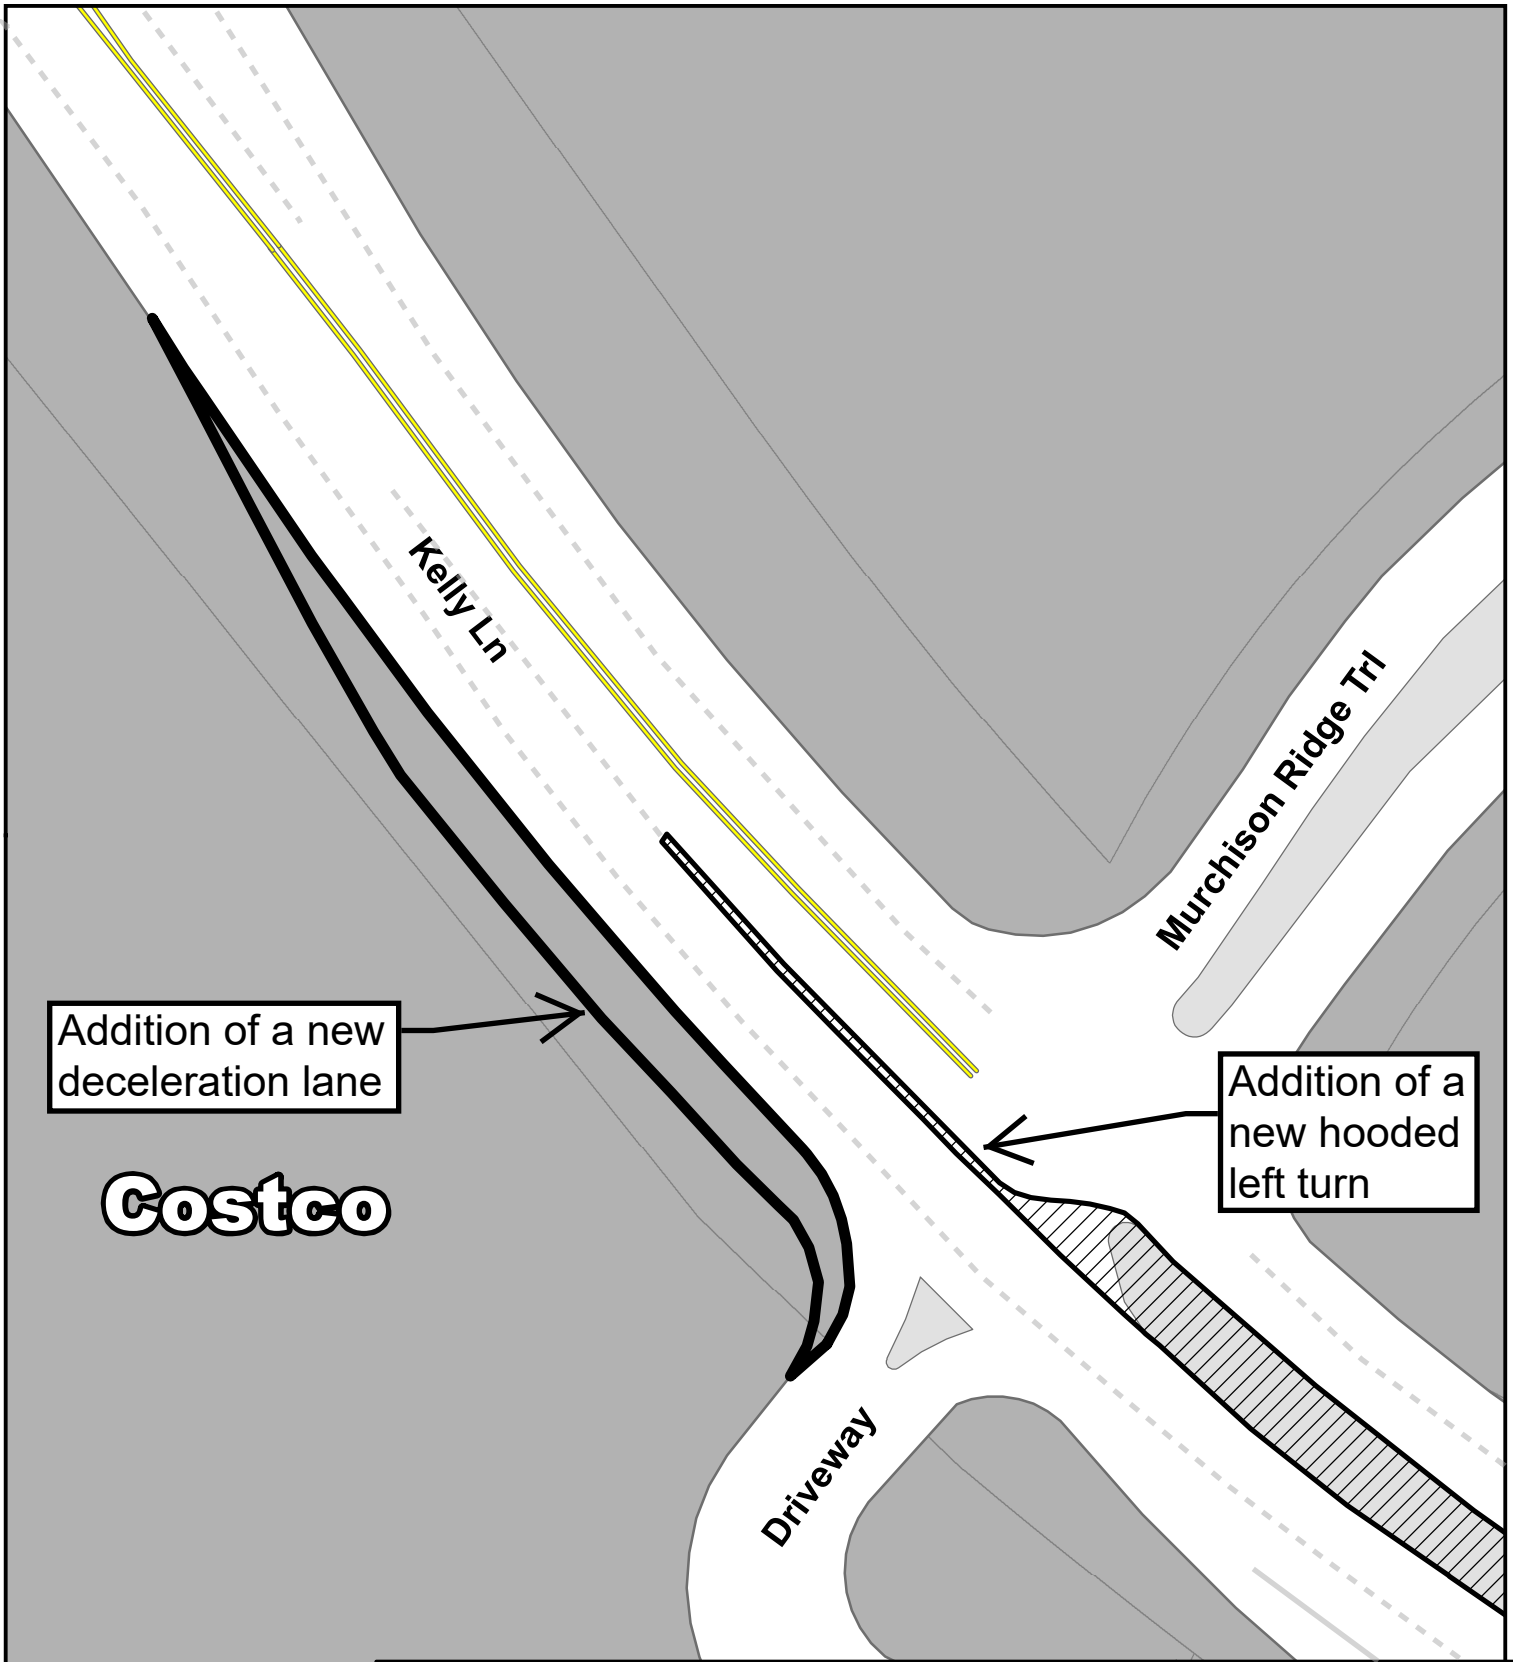 Kelly Ln
Murchison Ridge Trl
Addition of a new
deceleration lane
Addition of a
new hooded
left turn
Costco
Driveway